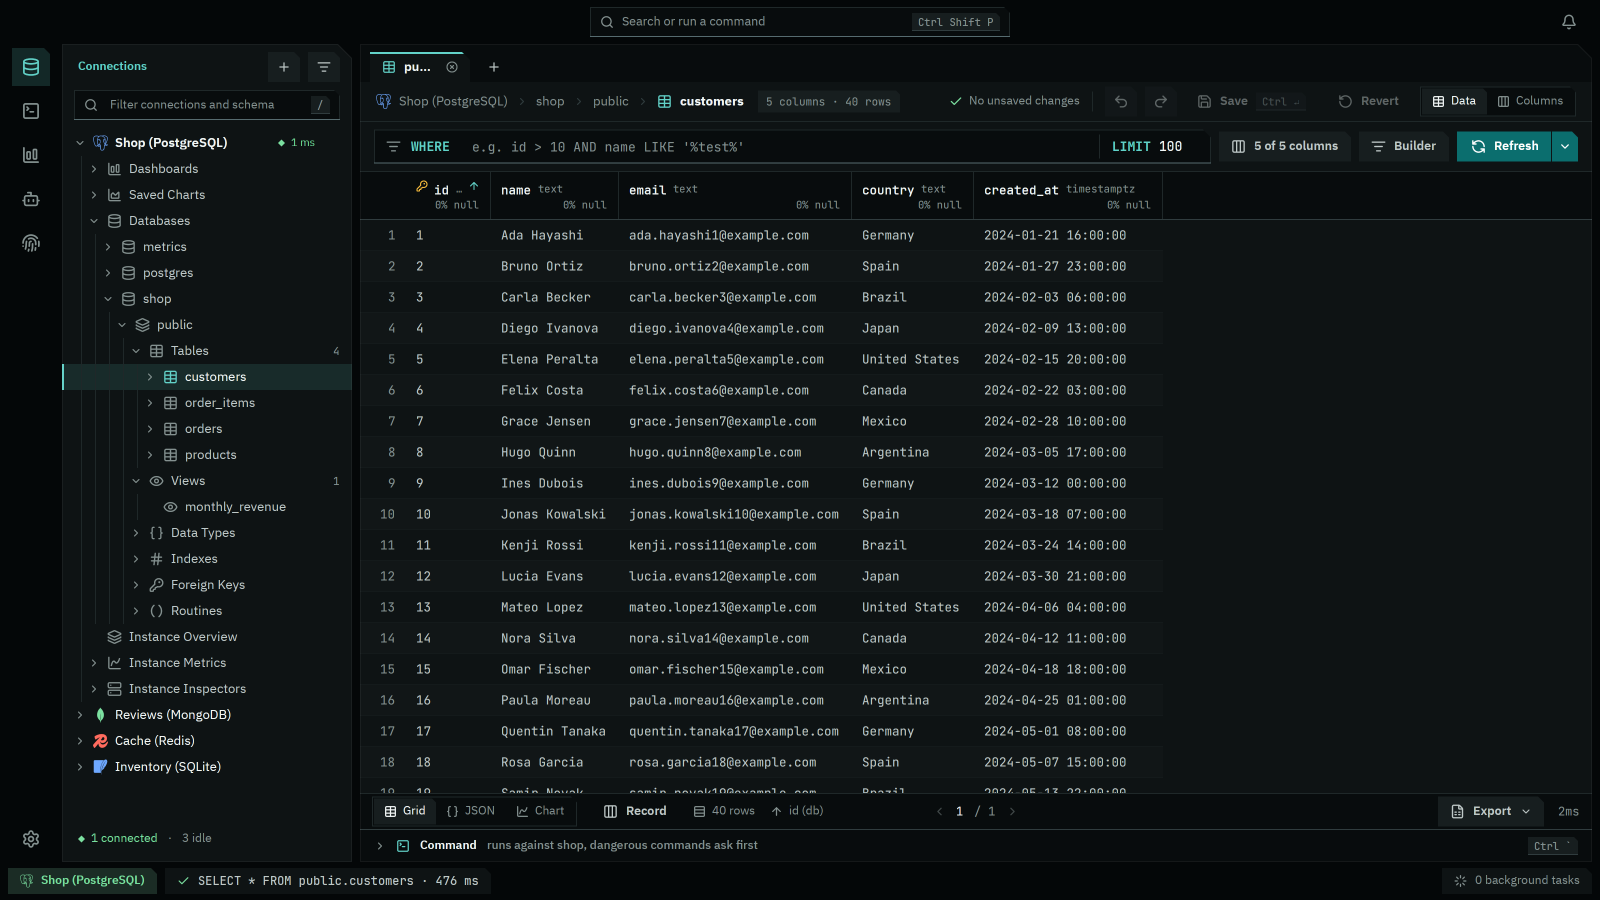 Search or run a command Ctrl Shift P
Connections
Filter connections and schema /
Shop (PostgreSQL) 1 ms
Dashboards
Saved Charts
Databases
metrics
postgres
shop
public
Tables 4
customers
order_items
orders
products
Views 1
monthly_revenue
{} Data Types
Indexes
Foreign Keys
() Routines
Instance Overview
Instance Metrics
Instance Inspectors
Reviews (MongoDB)
Cache (Redis)
Inventory (SQLite)
1 connected · 3 idle
pu...
Shop (PostgreSQL) shop public customers 5 columns · 40 rows No unsaved changes Save Ctrl Revert Data Columns
WHERE e.g. id > 10 AND name LIKE '%test%' LIMIT 100 5 of 5 columns Builder Refresh
id … name text email text country text created_at timestamptz
0% null 0% null 0% null 0% null 0% null
1 1 Ada Hayashi ada.hayashi1@example.com Germany 2024-01-21 16:00:00
2 2 Bruno Ortiz bruno.ortiz2@example.com Spain 2024-01-27 23:00:00
3 3 Carla Becker carla.becker3@example.com Brazil 2024-02-03 06:00:00
4 4 Diego Ivanova diego.ivanova4@example.com Japan 2024-02-09 13:00:00
5 5 Elena Peralta elena.peralta5@example.com United States 2024-02-15 20:00:00
6 6 Felix Costa felix.costa6@example.com Canada 2024-02-22 03:00:00
7 7 Grace Jensen grace.jensen7@example.com Mexico 2024-02-28 10:00:00
8 8 Hugo Quinn hugo.quinn8@example.com Argentina 2024-03-05 17:00:00
9 9 Ines Dubois ines.dubois9@example.com Germany 2024-03-12 00:00:00
10 10 Jonas Kowalski jonas.kowalski10@example.com Spain 2024-03-18 07:00:00
11 11 Kenji Rossi kenji.rossi11@example.com Brazil 2024-03-24 14:00:00
12 12 Lucia Evans lucia.evans12@example.com Japan 2024-03-30 21:00:00
13 13 Mateo Lopez mateo.lopez13@example.com United States 2024-04-06 04:00:00
14 14 Nora Silva nora.silva14@example.com Canada 2024-04-12 11:00:00
15 15 Omar Fischer omar.fischer15@example.com Mexico 2024-04-18 18:00:00
16 16 Paula Moreau paula.moreau16@example.com Argentina 2024-04-25 01:00:00
17 17 Quentin Tanaka quentin.tanaka17@example.com Germany 2024-05-01 08:00:00
18 18 Rosa Garcia rosa.garcia18@example.com Spain 2024-05-07 15:00:00
19 19 Samir Novak samir.novak19@example.com Brazil 2024-05-13 22:00:00
Grid {} JSON Chart Record 40 rows id (db) 1 / 1 Export 2ms
Command runs against shop, dangerous commands ask first Ctrl `
Shop (PostgreSQL) SELECT * FROM public.customers · 476 ms 0 background tasks